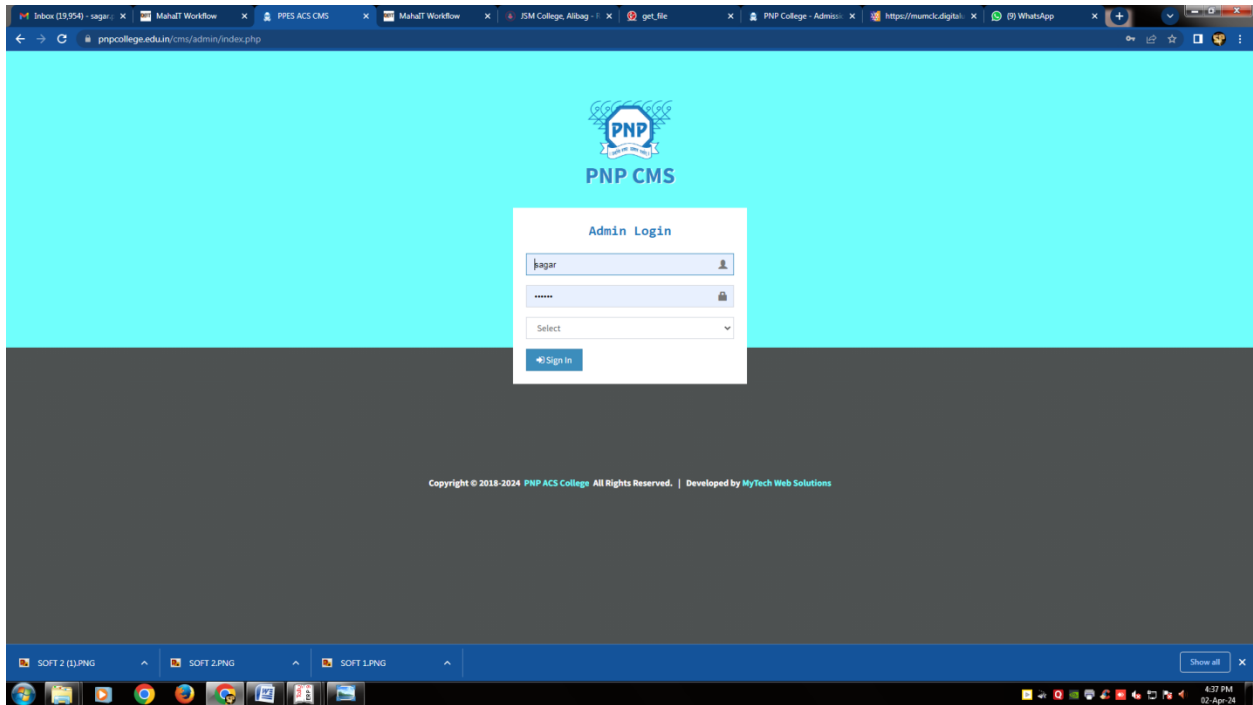 Inbox (19,954) - sagar.
MahaIT Workflow
PPES ACS CMS
MahaIT Workflow
JSM College, Alibag -
get_file
PNP College - Admissi
https://mumclc.digital
(9) WhatsApp
pnpcollege.edu.in/cms/admin/index.php
PNP
PNP CMS
Admin Login
sagar
Select
Sign In
Copyright © 2018-2024 PNP ACS College All Rights Reserved. | Developed by MyTech Web Solutions
SOFT 2 (1).PNG
SOFT 2.PNG
SOFT 1.PNG
Show all
4:37 PM
02-Apr-24